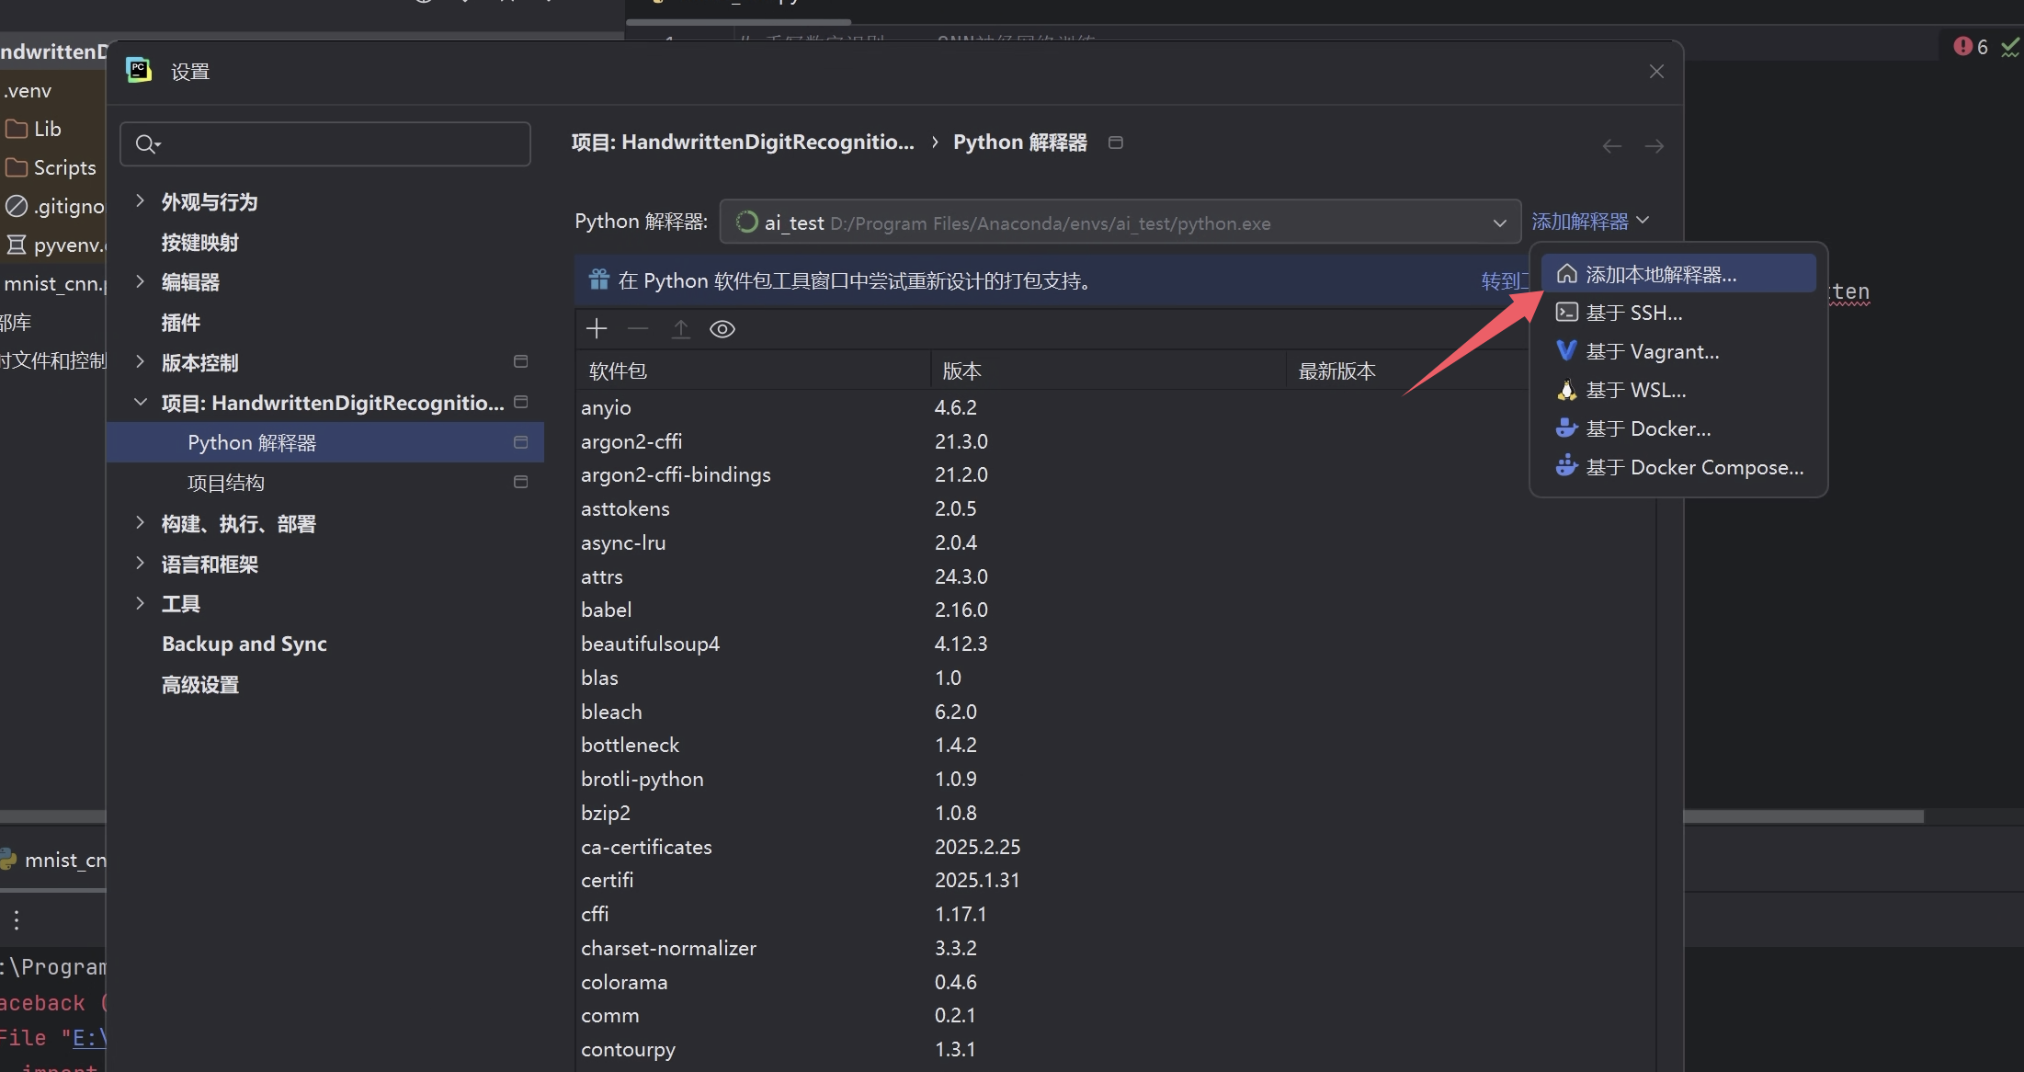 ndwrittenD
6
PC
设置
.venv
Lib
Scripts
.gitigno
pyvenv.
mnist_cnn.p
部库
时文件和控制
外观与行为
按键映射
编辑器
插件
版本控制
项目: HandwrittenDigitRecognitio...
Python 解释器
项目结构
构建、执行、部署
语言和框架
工具
Backup and Sync
高级设置
项目: HandwrittenDigitRecognitio... › Python 解释器
Python 解释器: ai_test D:/Program Files/Anaconda/envs/ai_test/python.exe 添加解释器
在 Python 软件包工具窗口中尝试重新设计的打包支持。 转到工
添加本地解释器...
基于 SSH...
基于 Vagrant...
基于 WSL...
基于 Docker...
基于 Docker Compose...
ten
软件包 版本 最新版本
anyio 4.6.2
argon2-cffi 21.3.0
argon2-cffi-bindings 21.2.0
asttokens 2.0.5
async-lru 2.0.4
attrs 24.3.0
babel 2.16.0
beautifulsoup4 4.12.3
blas 1.0
bleach 6.2.0
bottleneck 1.4.2
brotli-python 1.0.9
bzip2 1.0.8
ca-certificates 2025.2.25
certifi 2025.1.31
cffi 1.17.1
charset-normalizer 3.3.2
colorama 0.4.6
comm 0.2.1
contourpy 1.3.1
mnist_cn
:\Program
aceback (
File "E:\
import